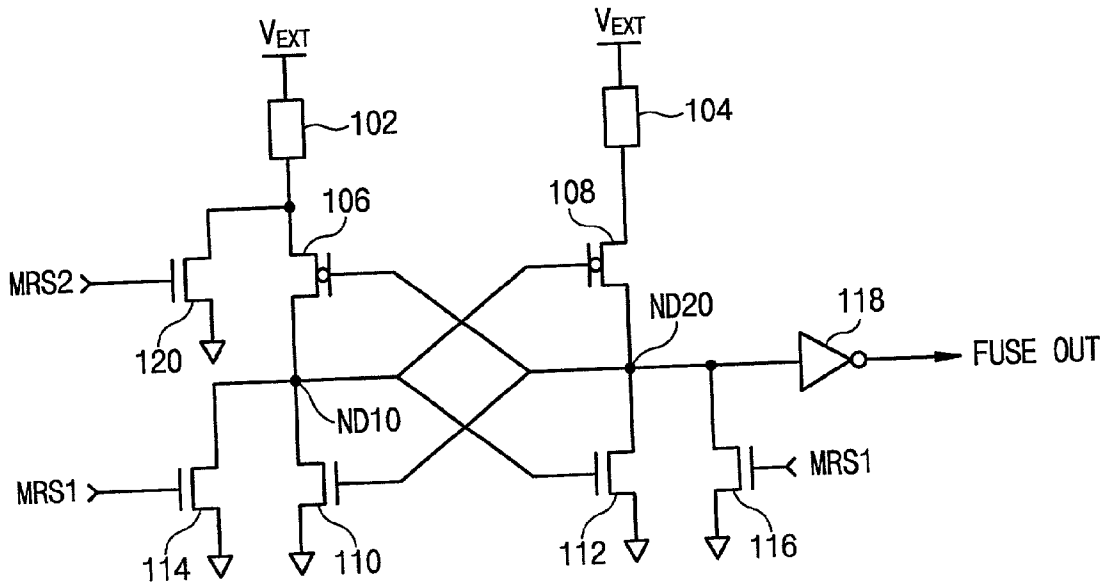 VEXT
VEXT
102
104
106
108
MRS2
120
ND20
118
FUSE OUT
ND10
MRS1
MRS1
114
110
112
116